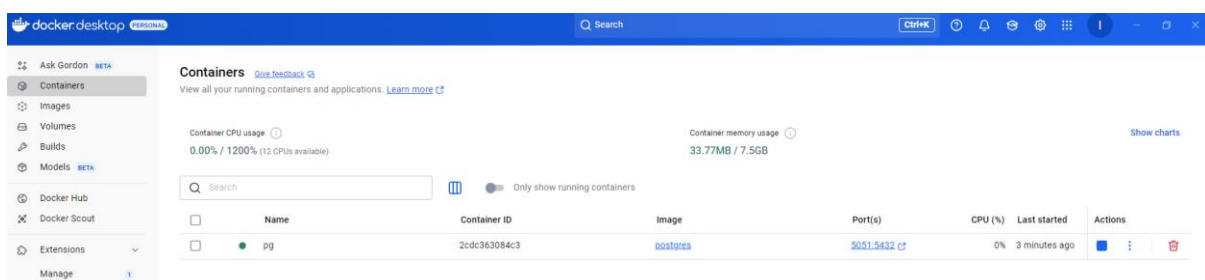 docker.desktop PERSONAL
Search
Ctrl+K
I
Ask Gordon BETA
Containers
Images
Volumes
Builds
Models BETA
Docker Hub
Docker Scout
Extensions
Manage 1
Containers Give feedback
View all your running containers and applications. Learn more
Container CPU usage
0.00% / 1200% (12 CPUs available)
Container memory usage
33.77MB / 7.5GB
Show charts
Search
Only show running containers
Name Container ID Image Port(s) CPU (%) Last started Actions
pg 2cdc363084c3 postgres 5051:5432 0% 3 minutes ago